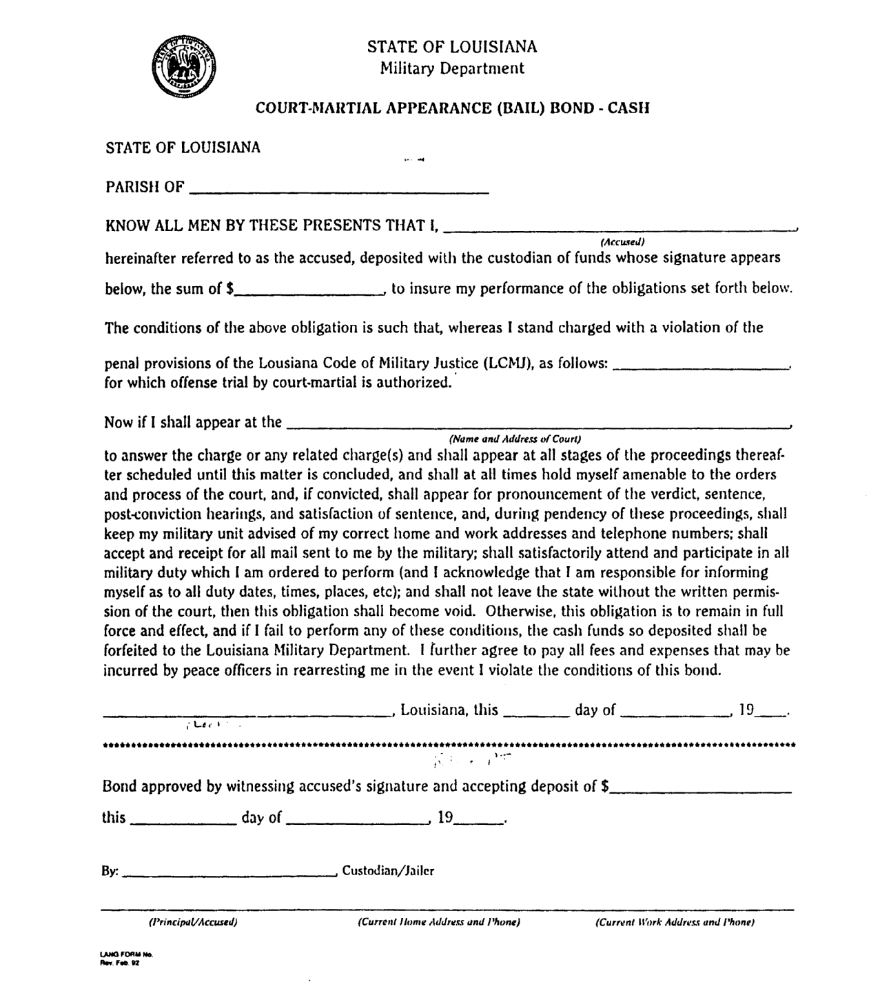 STATE OF LOUISIANA
Military Department
COURT-MARTIAL APPEARANCE (BAIL) BOND - CASH
STATE OF LOUISIANA
PARISH OF ____________________
KNOW ALL MEN BY THESE PRESENTS THAT I, ____________________,
(Accused)
hereinafter referred to as the accused, deposited with the custodian of funds whose signature appears
below, the sum of $____________________, to insure my performance of the obligations set forth below.
The conditions of the above obligation is such that, whereas I stand charged with a violation of the
penal provisions of the Lousiana Code of Military Justice (LCMJ), as follows: ____________________.
for which offense trial by court-martial is authorized.
Now if I shall appear at the ____________________,
(Name and Address of Court)
to answer the charge or any related charge(s) and shall appear at all stages of the proceedings thereaf-
ter scheduled until this matter is concluded, and shall at all times hold myself amenable to the orders
and process of the court, and, if convicted, shall appear for pronouncement of the verdict, sentence,
post-conviction hearings, and satisfaction of sentence, and, during pendency of these proceedings, shall
keep my military unit advised of my correct home and work addresses and telephone numbers; shall
accept and receipt for all mail sent to me by the military; shall satisfactorily attend and participate in all
military duty which I am ordered to perform (and I acknowledge that I am responsible for informing
myself as to all duty dates, times, places, etc); and shall not leave the state without the written permis-
sion of the court, then this obligation shall become void. Otherwise, this obligation is to remain in full
force and effect, and if I fail to perform any of these conditions, the cash funds so deposited shall be
forfeited to the Louisiana Military Department. I further agree to pay all fees and expenses that may be
incurred by peace officers in rearresting me in the event I violate the conditions of this bond.
____________________, Louisiana, this ________ day of ____________, 19____.
Bond approved by witnessing accused's signature and accepting deposit of $____________________
this ____________ day of ____________________, 19______.
By: ____________________, Custodian/Jailer
(Principal/Accused) (Current Home Address and Phone) (Current Work Address and Phone)
LANG FORM No.
Rev. Feb. 92